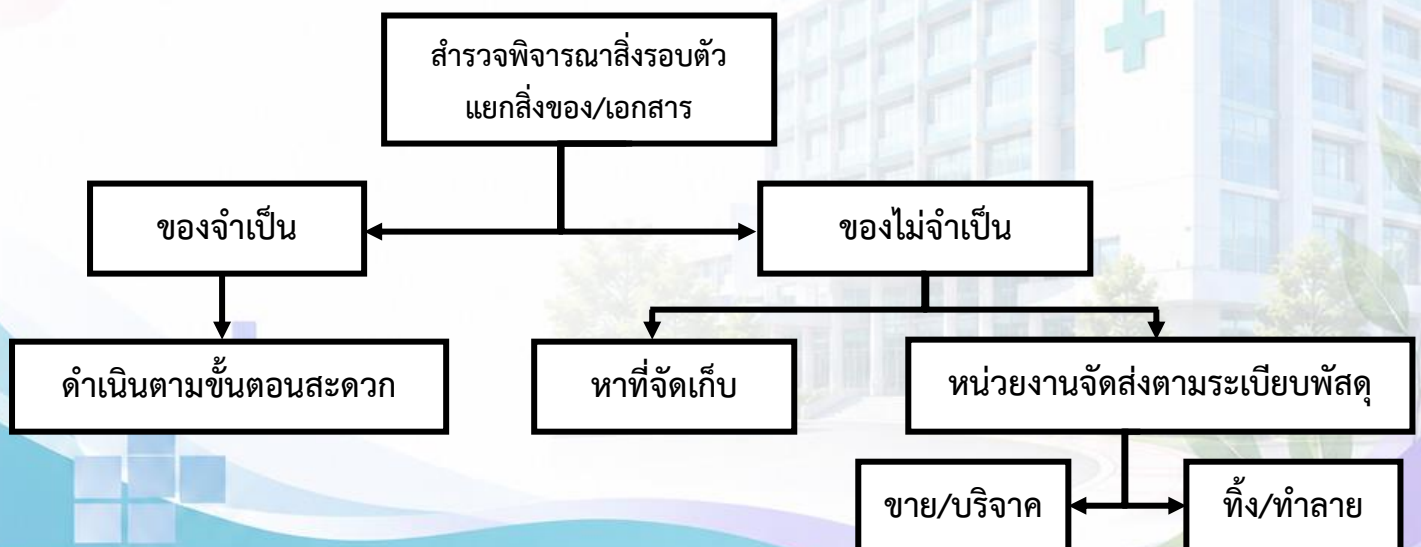 สำรวจพิจารณาสิ่งรอบตัว
แยกสิ่งของ/เอกสาร
ของจำเป็น
ของไม่จำเป็น
ดำเนินตามขั้นตอนสะดวก
หาที่จัดเก็บ
หน่วยงานจัดส่งตามระเบียบพัสดุ
ขาย/บริจาค
ทิ้ง/ทำลาย